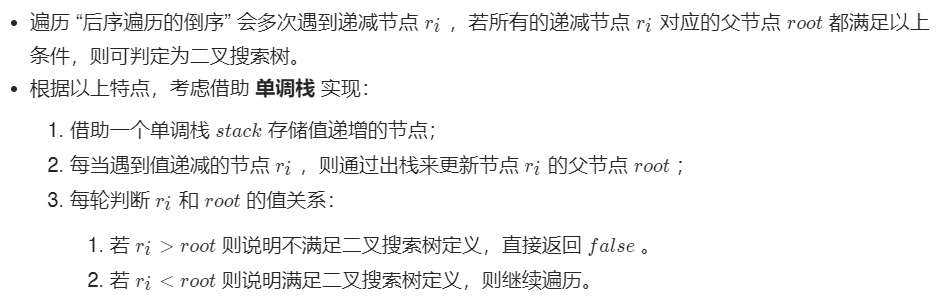 • 遍历 “后序遍历的倒序” 会多次遇到递减节点 rᵢ ，若所有的递减节点 rᵢ 对应的父节点 root 都满足以上
条件，则可判定为二叉搜索树。
• 根据以上特点，考虑借助 单调栈 实现：
1. 借助一个单调栈 stack 存储值递增的节点；
2. 每当遇到值递减的节点 rᵢ ，则通过出栈来更新节点 rᵢ 的父节点 root ；
3. 每轮判断 rᵢ 和 root 的值关系：
1. 若 rᵢ > root 则说明不满足二叉搜索树定义，直接返回 false 。
2. 若 rᵢ < root 则说明满足二叉搜索树定义，则继续遍历。